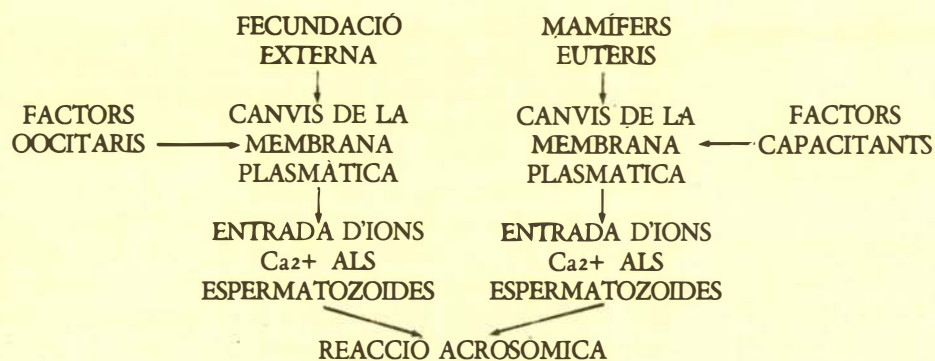 FECUNDACIÓ
EXTERNA
MAMÍFERS
EUTERIS
FACTORS
OOCITARIS
CANVIS DE LA
MEMBRANA
PLASMÀTICA
CANVIS DE LA
MEMBRANA
PLASMATICA
FACTORS
CAPACITANTS
ENTRADA D'IONS
Ca2+ ALS
ESPERMATOZOIDES
ENTRADA D'IONS
Ca2+ ALS
ESPERMATOZOIDES
REACCIO ACROSOMICA